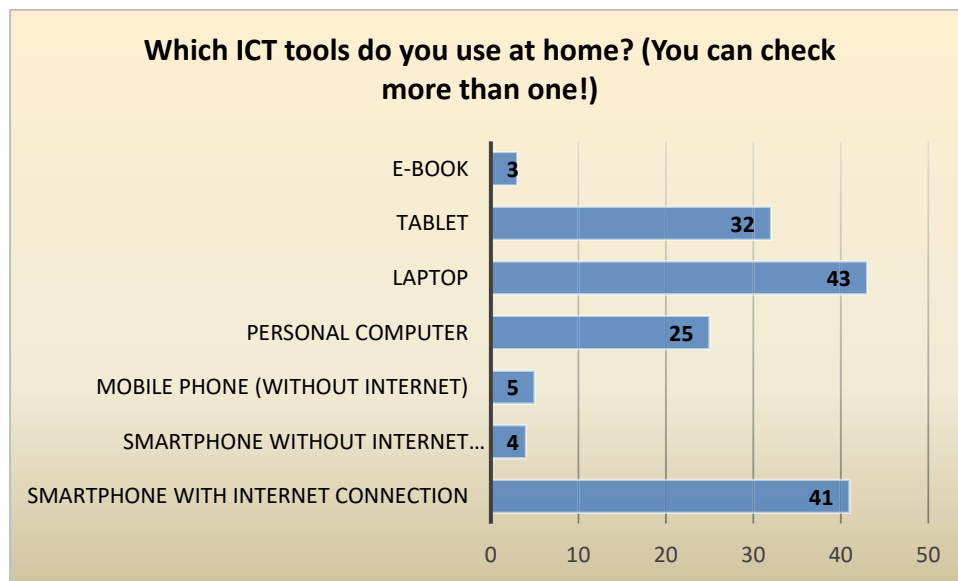 Which ICT tools do you use at home? (You can check
more than one!)
E-BOOK 3
TABLET 32
LAPTOP 43
PERSONAL COMPUTER 25
MOBILE PHONE (WITHOUT INTERNET) 5
SMARTPHONE WITHOUT INTERNET… 4
SMARTPHONE WITH INTERNET CONNECTION 41
0 10 20 30 40 50